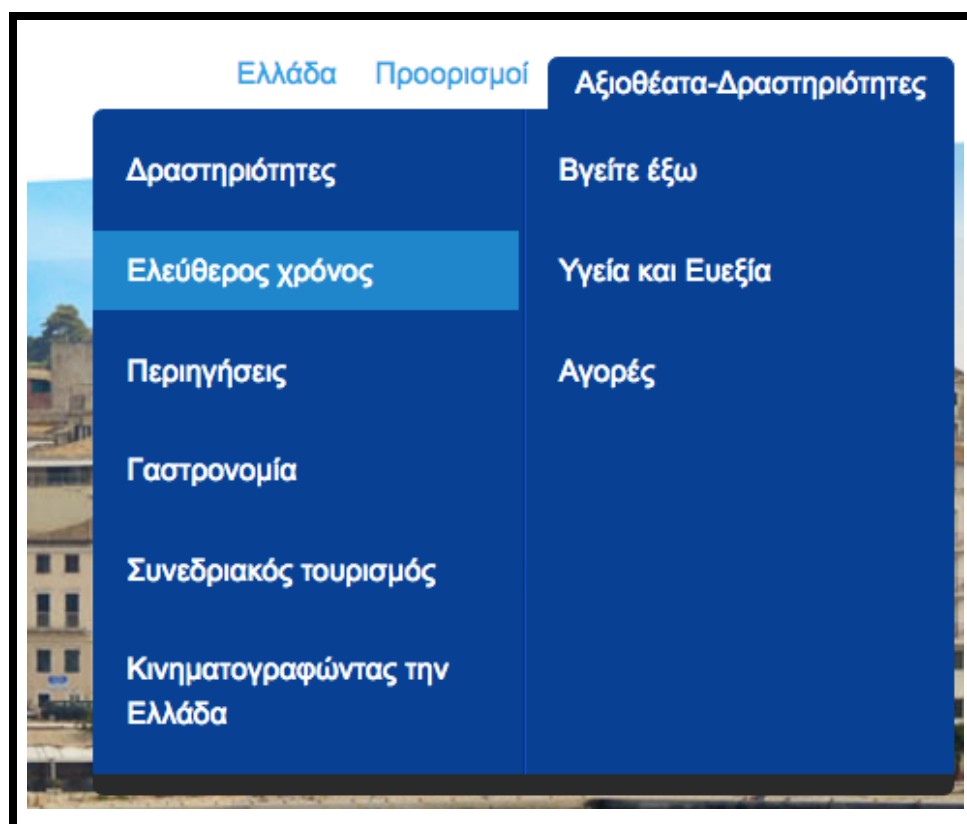 Ελλάδα Προορισμοί Αξιοθέατα-Δραστηριότητες
Δραστηριότητες
Ελεύθερος χρόνος
Περιηγήσεις
Γαστρονομία
Συνεδριακός τουρισμός
Κινηματογραφώντας την
Ελλάδα
Βγείτε έξω
Υγεία και Ευεξία
Αγορές